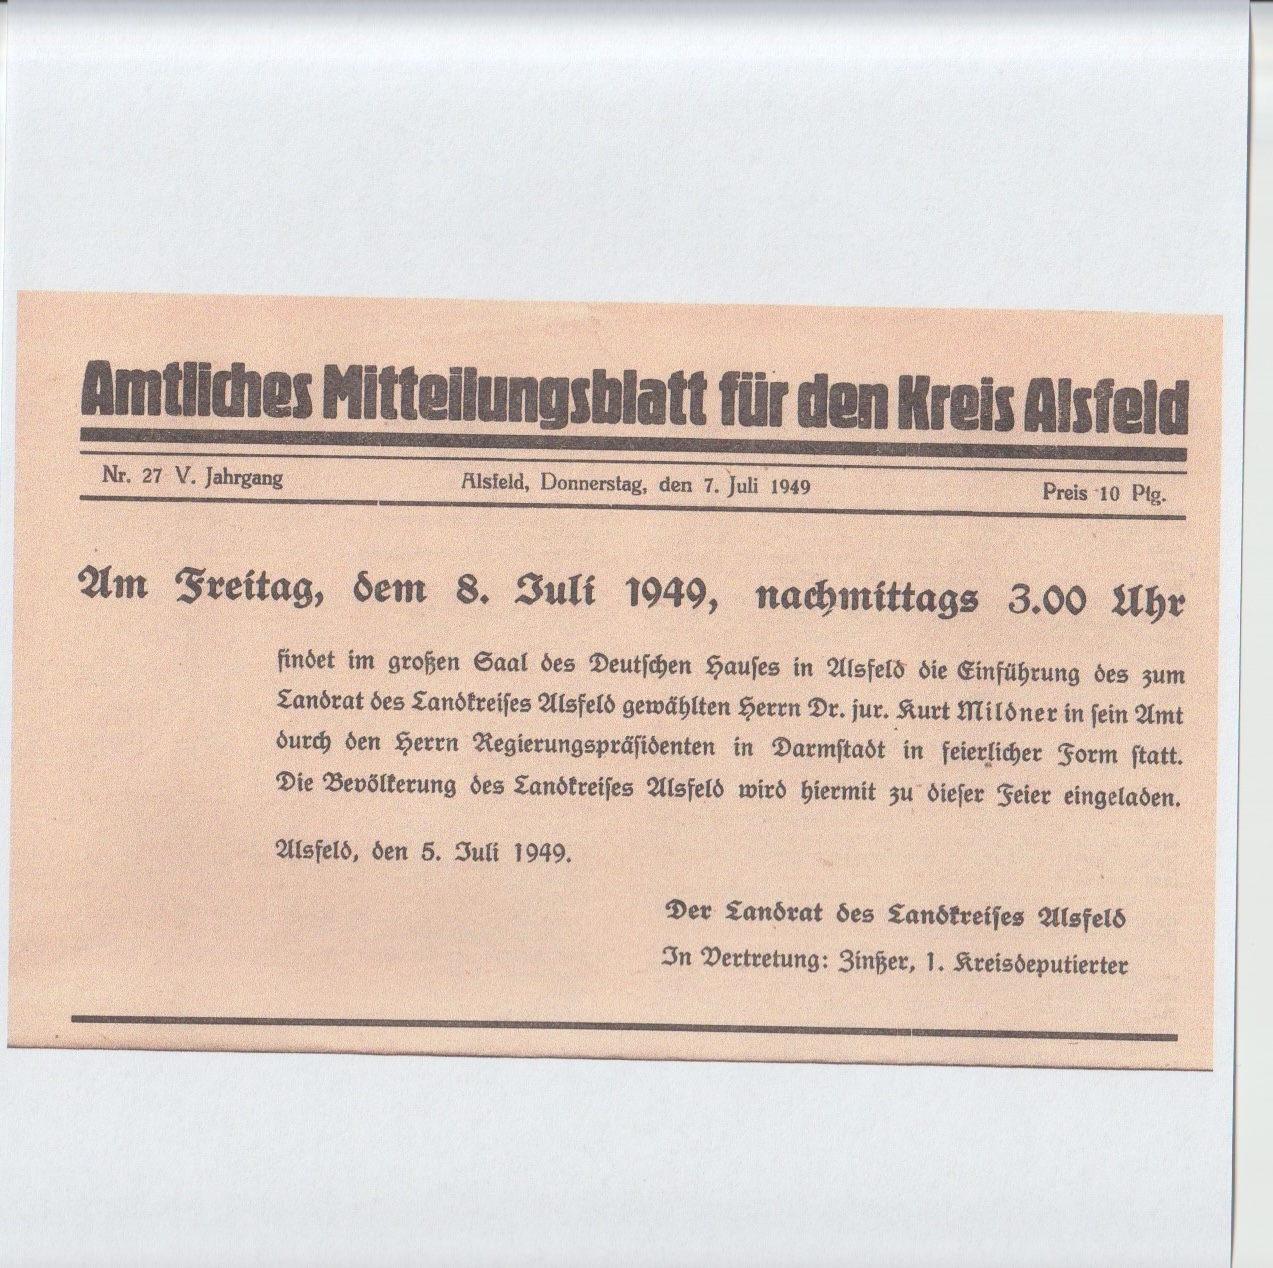 Amtliches Mitteilungsblatt für den Kreis Alsfeld
Nr. 27 V. Jahrgang Alsfeld, Donnerstag, den 7. Juli 1949 Preis 10 Pfg.
Am Freitag, dem 8. Juli 1949, nachmittags 3.00 Uhr
findet im großen Saal des Deutſchen Hauſes in Alsfeld die Einführung des zum
Landrat des Landkreiſes Alsfeld gewählten Herrn Dr. jur. Kurt Mildner in ſein Amt
durch den Herrn Regierungspräſidenten in Darmſtadt in feierlicher Form ſtatt.
Die Bevölkerung des Landkreiſes Alsfeld wird hiermit zu dieſer Feier eingeladen.
Alsfeld, den 5. Juli 1949.
Der Landrat des Landkreiſes Alsfeld
In Vertretung: Zinßer, 1. Kreisdeputierter